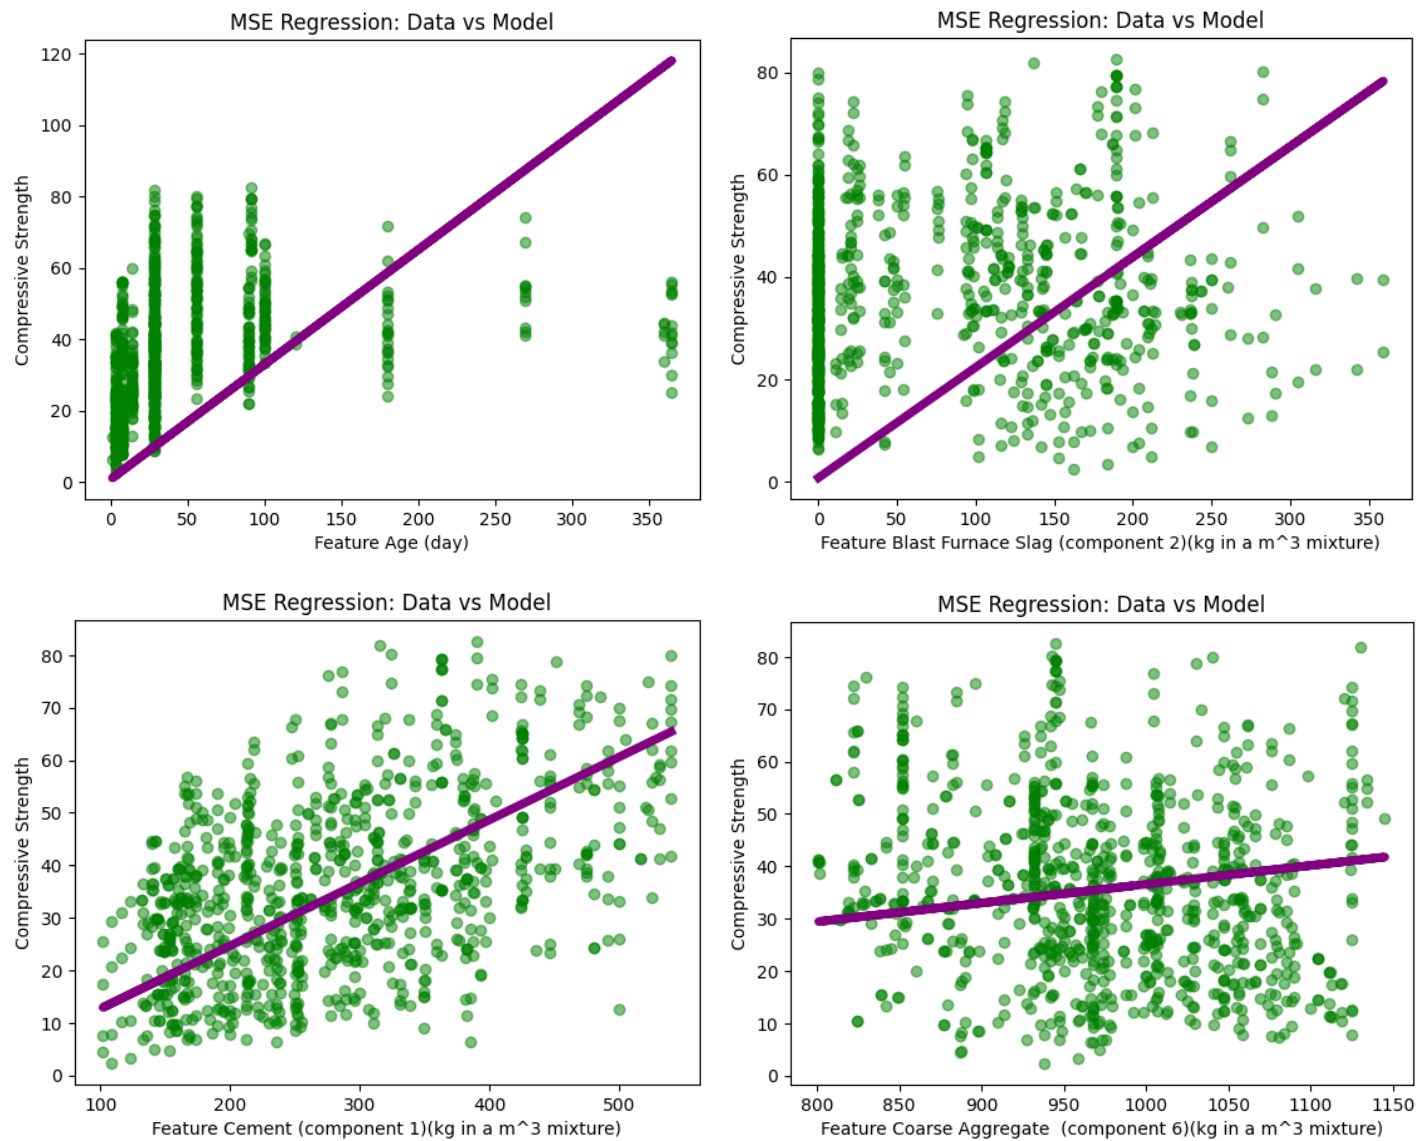 MSE Regression: Data vs Model
Compressive Strength
120
100
80
60
40
20
0
0 50 100 150 200 250 300 350
Feature Age (day)
MSE Regression: Data vs Model
Compressive Strength
80
60
40
20
0
0 50 100 150 200 250 300 350
Feature Blast Furnace Slag (component 2)(kg in a m^3 mixture)
MSE Regression: Data vs Model
Compressive Strength
80
70
60
50
40
30
20
10
0
100 200 300 400 500
Feature Cement (component 1)(kg in a m^3 mixture)
MSE Regression: Data vs Model
Compressive Strength
80
70
60
50
40
30
20
10
0
800 850 900 950 1000 1050 1100 1150
Feature Coarse Aggregate  (component 6)(kg in a m^3 mixture)